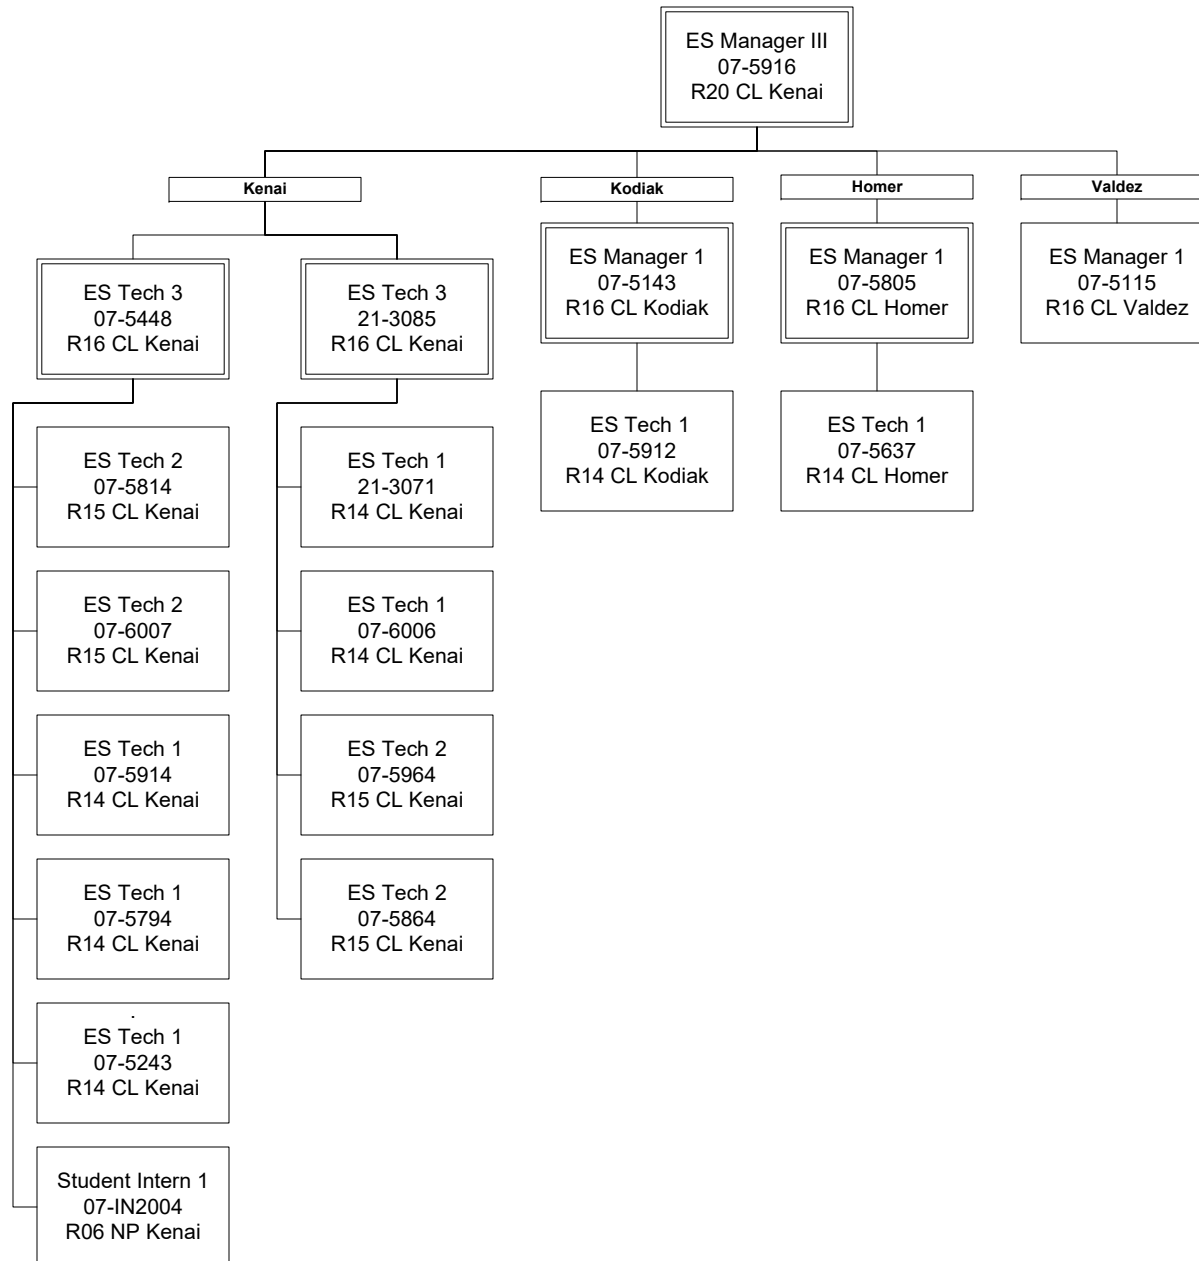 ES Manager III
07-5916
R20 CL Kenai
Kenai
Kodiak
Homer
Valdez
ES Tech 3
07-5448
R16 CL Kenai
ES Tech 3
21-3085
R16 CL Kenai
ES Manager 1
07-5143
R16 CL Kodiak
ES Manager 1
07-5805
R16 CL Homer
ES Manager 1
07-5115
R16 CL Valdez
ES Tech 2
07-5814
R15 CL Kenai
ES Tech 1
21-3071
R14 CL Kenai
ES Tech 1
07-5912
R14 CL Kodiak
ES Tech 1
07-5637
R14 CL Homer
ES Tech 2
07-6007
R15 CL Kenai
ES Tech 1
07-6006
R14 CL Kenai
ES Tech 1
07-5914
R14 CL Kenai
ES Tech 2
07-5964
R15 CL Kenai
ES Tech 1
07-5794
R14 CL Kenai
ES Tech 2
07-5864
R15 CL Kenai
.
ES Tech 1
07-5243
R14 CL Kenai
Student Intern 1
07-IN2004
R06 NP Kenai